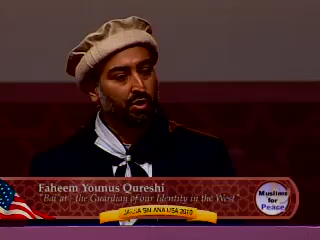 Faheem Younus Qureshi
"Bai'at - the Guardian of our Identity in the West"
Muslims
for
Peace
JALSA SALANA USA 2010